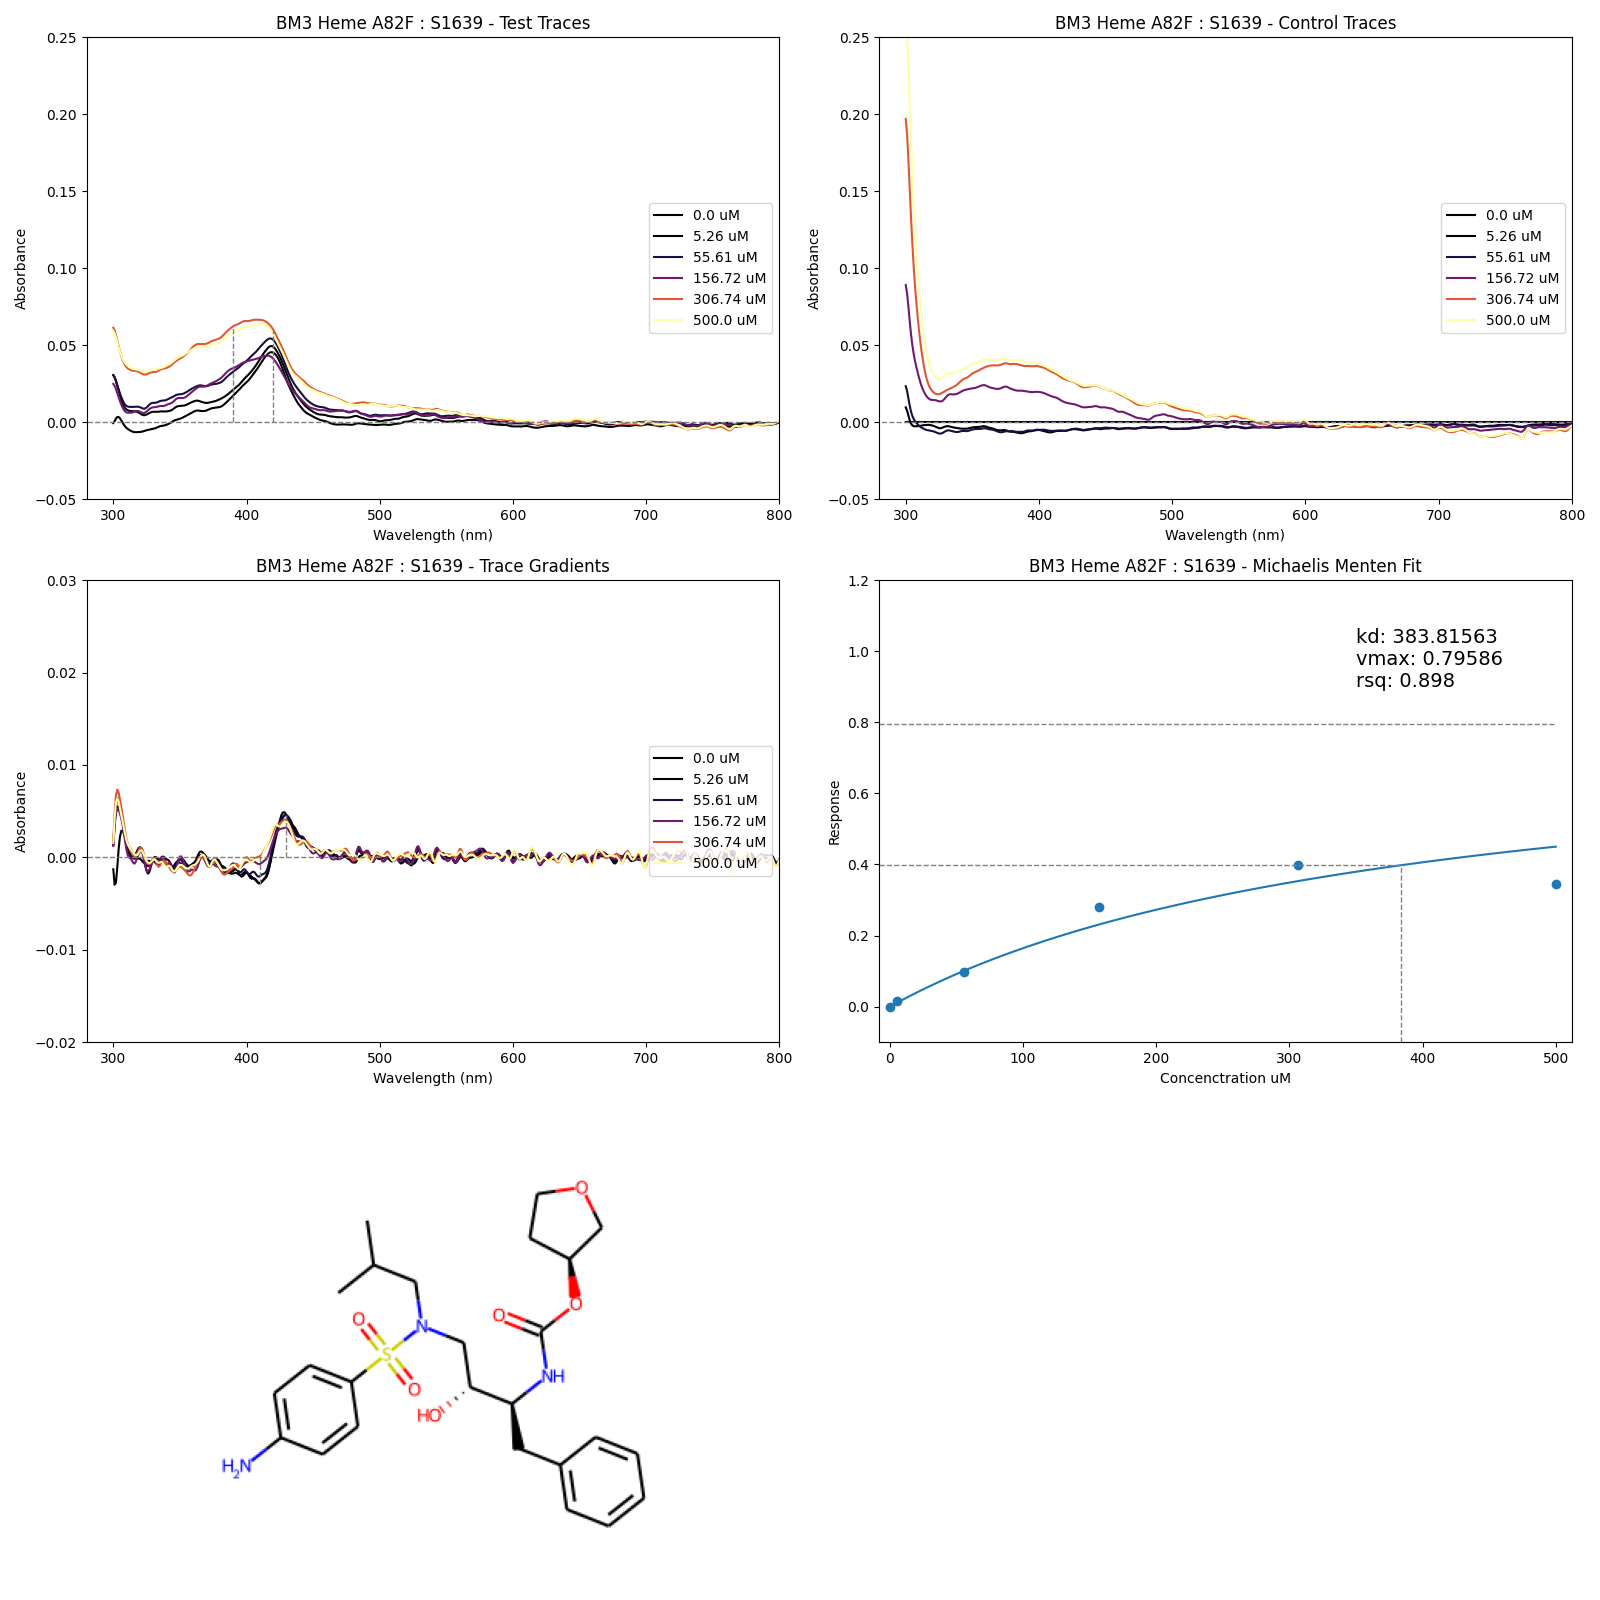 BM3 Heme A82F : S1639 - Test Traces
Absorbance
0.25
0.20
0.15
0.10
0.05
0.00
−0.05
0.0 uM
5.26 uM
55.61 uM
156.72 uM
306.74 uM
500.0 uM
300 400 500 600 700 800
Wavelength (nm)
BM3 Heme A82F : S1639 - Control Traces
Absorbance
0.25
0.20
0.15
0.10
0.05
0.00
−0.05
0.0 uM
5.26 uM
55.61 uM
156.72 uM
306.74 uM
500.0 uM
300 400 500 600 700 800
Wavelength (nm)
BM3 Heme A82F : S1639 - Trace Gradients
Absorbance
0.03
0.02
0.01
0.00
−0.01
−0.02
0.0 uM
5.26 uM
55.61 uM
156.72 uM
306.74 uM
500.0 uM
300 400 500 600 700 800
Wavelength (nm)
BM3 Heme A82F : S1639 - Michaelis Menten Fit
Response
1.2
1.0
0.8
0.6
0.4
0.2
0.0
kd: 383.81563
vmax: 0.79586
rsq: 0.898
0 100 200 300 400 500
Concenctration uM
O
O
O
O
N
S
O
NH
HO
H2N